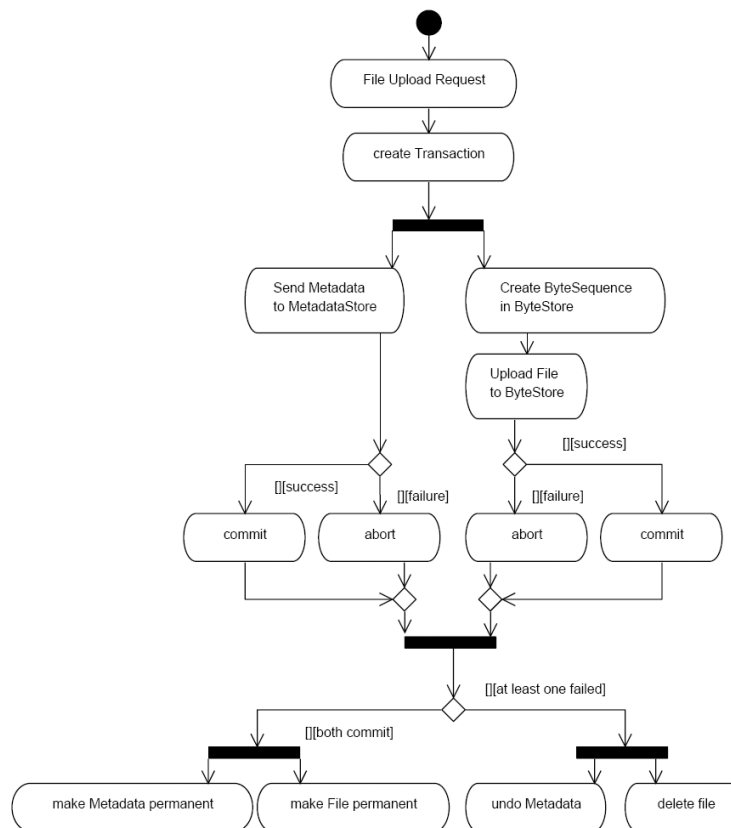 File Upload Request
create Transaction
Send Metadata
to MetadataStore
Create ByteSequence
in ByteStore
Upload File
to ByteStore
[][success]
[][success]
[][failure]
[][failure]
commit
abort
abort
commit
[][at least one failed]
[][both commit]
make Metadata permanent
make File permanent
undo Metadata
delete file